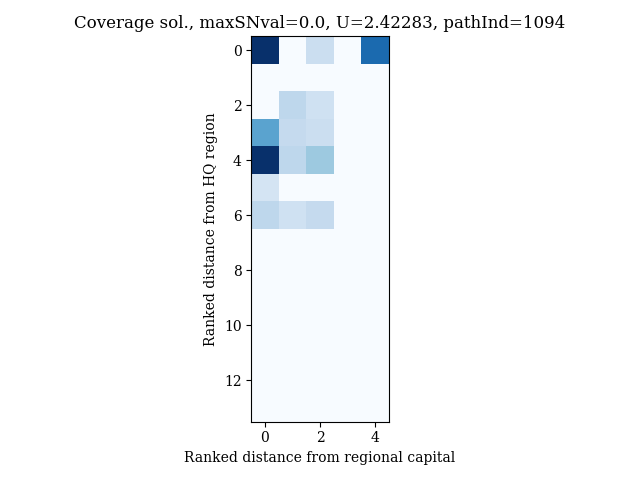 Coverage sol., maxSNval=0.0, U=2.42283, pathInd=1094
Ranked distance from HQ region
0
2
4
6
8
10
12
0 2 4
Ranked distance from regional capital